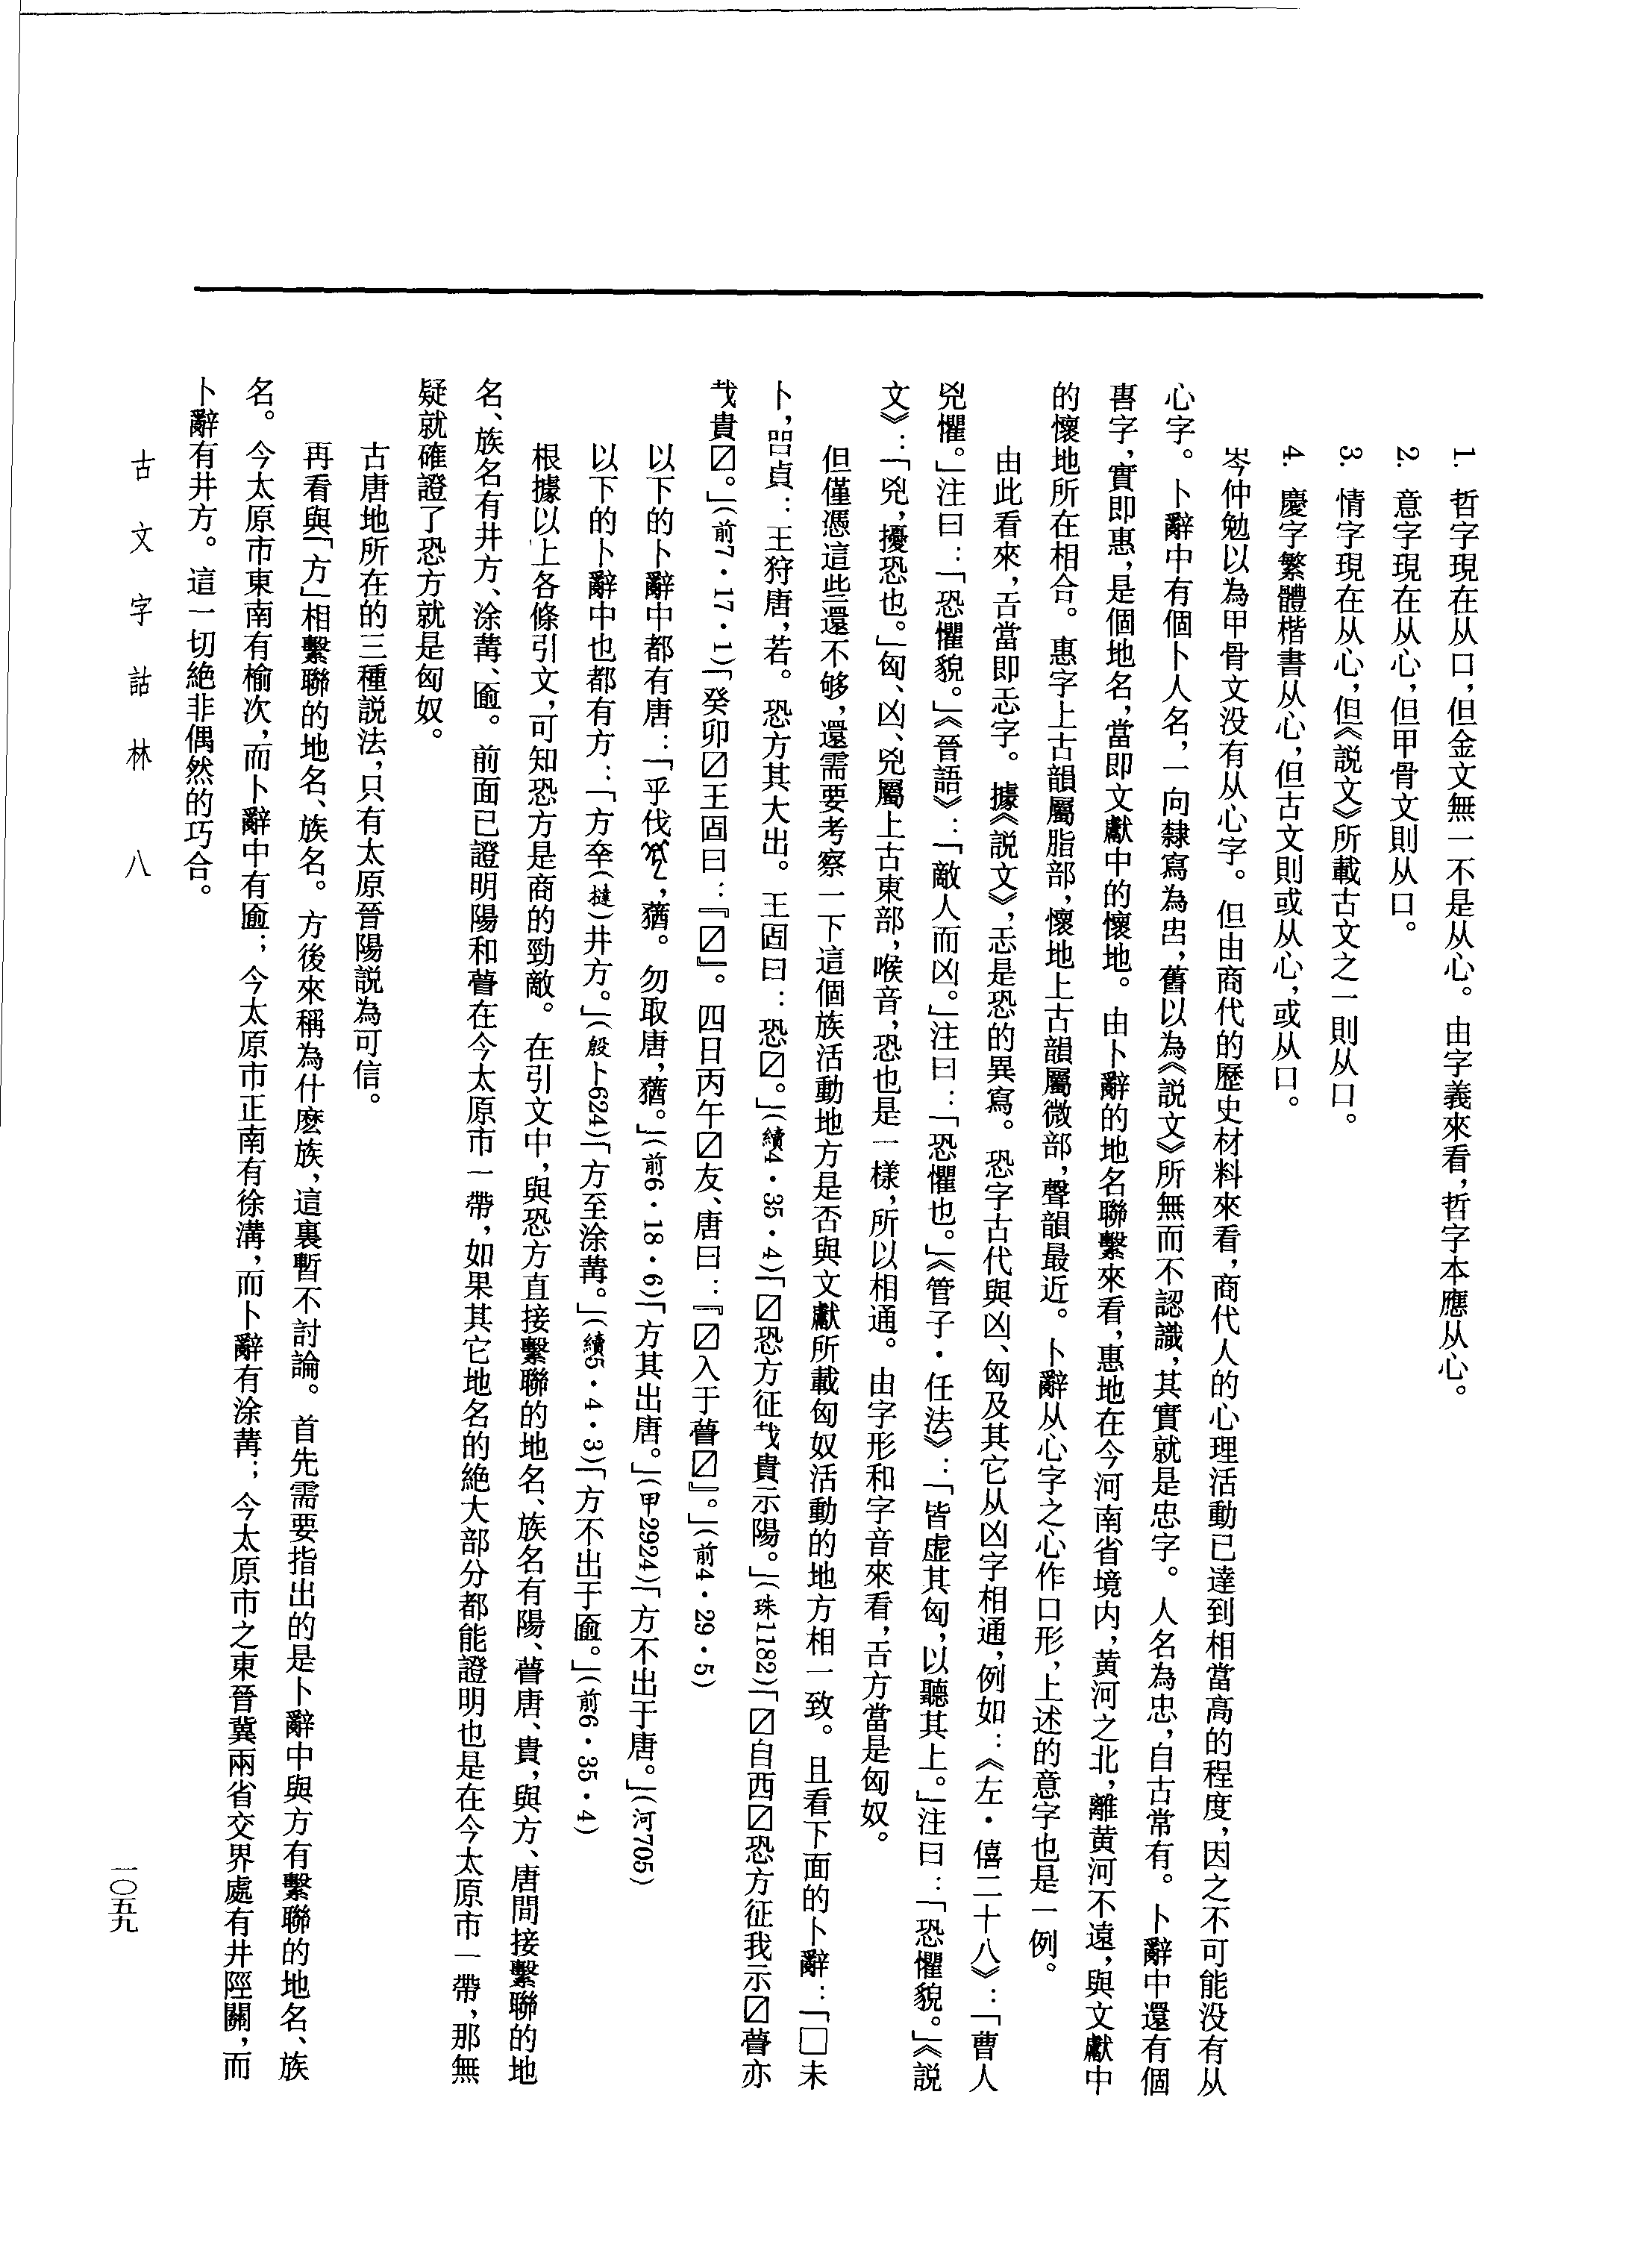 1. 哲字現在从口，但金文無一不是从心。由字義來看，哲字本應从心。
2. 意字現在从心，但甲骨文則从口。
3. 情字現在从心，但《説文》所載古文之一則从口。
4. 慶字繁體楷書从心，但古文則或从心，或从口。
岑仲勉以為甲骨文没有从心字。但由商代的歷史材料來看，商代人的心理活動已達到相當高的程度，因之不可能没有从
心字。卜辭中有個卜人名，一向隸寫為㠯，舊以為《説文》所無而不認識，其實就是忠字。人名為忠，自古常有。卜辭中還有個
叀字，實即惠，是個地名，當即文獻中的懷地。由卜辭的地名聯繫來看，惠地在今河南省境内，黄河之北，離黄河不遠，與文獻中
的懷地所在相合。惠字上古韻屬脂部，懷地上古韻屬微部，聲韻最近。卜辭从心字之心作口形，上述的意字也是一例。
由此看來，𠮷當即忎字。據《説文》，忎是恐的異寫。恐字古代與凶、匈及其它从凶字相通，例如：《左·僖二十八》：「曹人
兇懼。」注曰：「恐懼貌。」《晉語》：「敵人而凶。」注曰：「恐懼也。」《管子·任法》：「皆虚其匈，以聽其上。」注曰：「恐懼貌。」《説
文》：「兇，擾恐也。」匈、凶、兇屬上古東部，喉音，恐也是一樣，所以相通。由字形和字音來看，𠮷方當是匈奴。
但僅憑這些還不够，還需要考察一下這個族活動地方是否與文獻所載匈奴活動的地方相一致。且看下面的卜辭：「□未
卜，㕣貞：王狩唐，若。恐方其大出。王固曰：恐☒。」（續4·35·4）「☒恐方征𢦏貴示陽。」（珠1182）「☒自西☒恐方征我示☒瞢亦
𢦏貴☒。」（前7·17·1）「癸卯☒王固曰：『☒』。四日丙午☒友、唐曰：『☒入于瞢☒』。」（前4·29·5）
以下的卜辭中都有唐：「乎伐，蕕。勿取唐，蕕。」（前6·18·6）「方其出唐。」（甲2924）「方不出于唐。」（河705）
以下的卜辭中也都有方：「方㚔（撻）井方。」（殷卜624）「方至涂冓。」（續5·4·3）「方不出于匬。」（前6·35·4）
根據以上各條引文，可知恐方是商的勁敵。在引文中，與恐方直接繫聯的地名、族名有陽、瞢唐、貴，與方、唐間接繫聯的地
名、族名有井方、涂冓、匬。前面已證明陽和瞢在今太原市一帶，如果其它地名的絶大部分都能證明也是在今太原市一帶，那無
疑就確證了恐方就是匈奴。
古唐地所在的三種説法，只有太原晉陽説為可信。
再看與「方」相繫聯的地名、族名。方後來稱為什麽族，這裏暫不討論。首先需要指出的是卜辭中與方有繫聯的地名、族
名。今太原市東南有榆次，而卜辭中有匬；今太原市正南有徐溝，而卜辭有涂冓；今太原市之東晉冀兩省交界處有井陘關，而
卜辭有井方。這一切絶非偶然的巧合。
古文字詁林 八
一〇五九